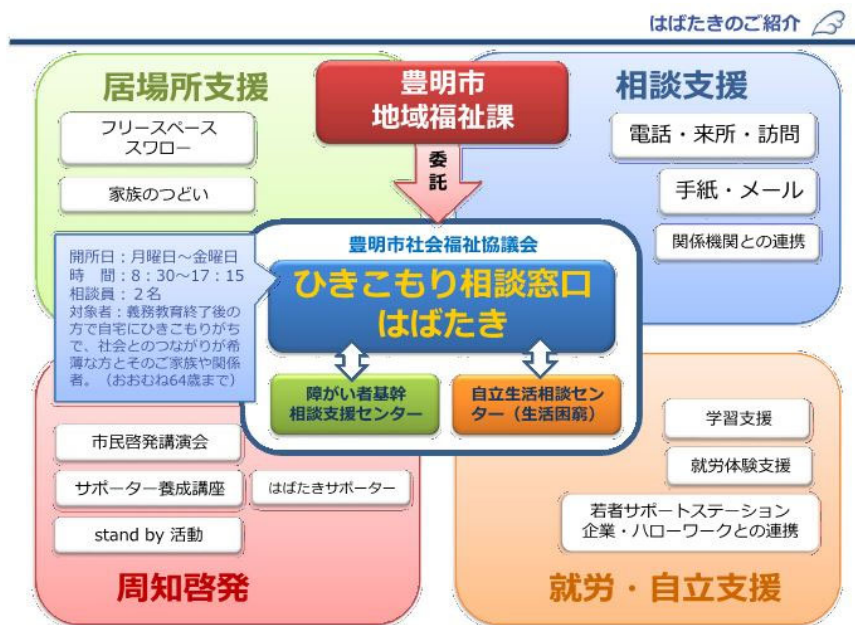 はばたきのご紹介
居場所支援
フリースペース
スワロー
家族のつどい
豊明市
地域福祉課
委託
相談支援
電話・来所・訪問
手紙・メール
関係機関との連携
開所日：月曜日～金曜日
時　間：8：30～17：15
相談員：２名
対象者：義務教育終了後の
方で自宅にひきこもりがち
で、社会とのつながりが希
薄な方とそのご家族や関係
者。（おおむね64歳まで）
豊明市社会福祉協議会
ひきこもり相談窓口
はばたき
障がい者基幹
相談支援センター
自立生活相談セン
ター（生活困窮）
市民啓発講演会
サポーター養成講座
はばたきサポーター
stand by 活動
周知啓発
学習支援
就労体験支援
若者サポートステーション
企業・ハローワークとの連携
就労・自立支援